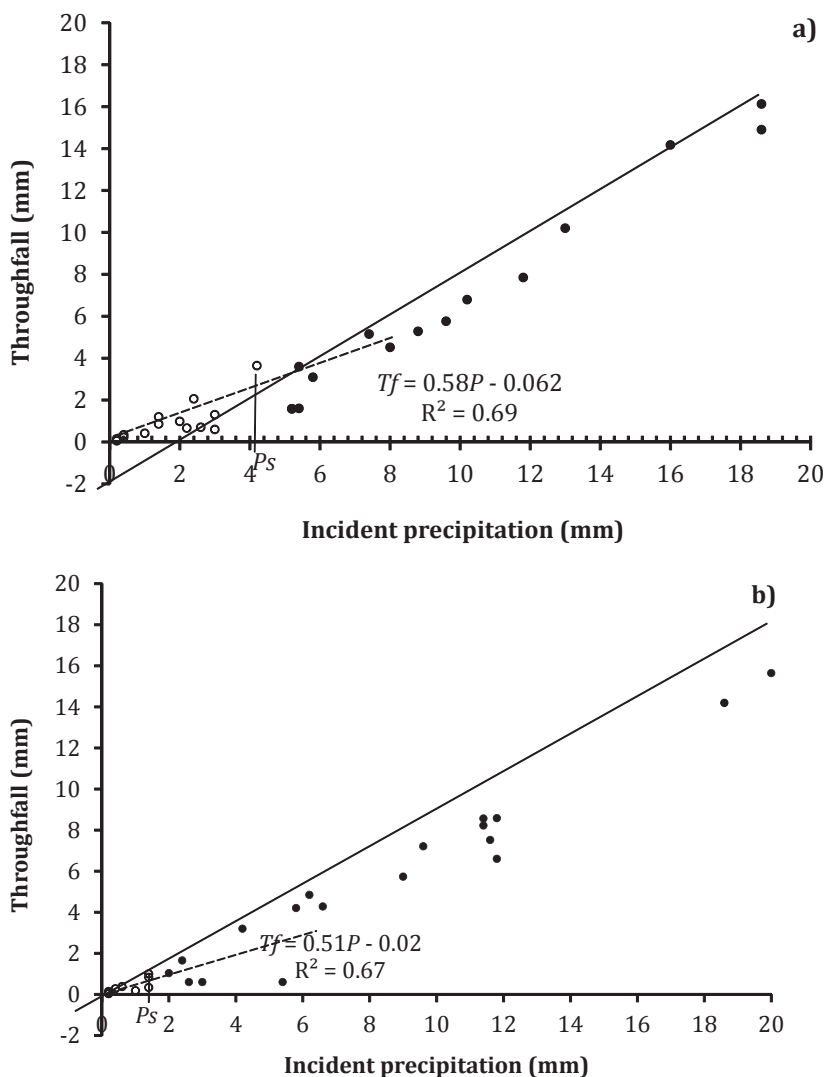 a)
20
18
16
14
12
10
8
6
4
2
0
-2
Throughfall (mm)
Tf = 0.58P - 0.062
R² = 0.69
Ps
0 2 4 6 8 10 12 14 16 18 20
Incident precipitation (mm)
b)
20
18
16
14
12
10
8
6
4
2
0
-2
Throughfall (mm)
Tf = 0.51P - 0.02
R² = 0.67
0 2 4 6 8 10 12 14 16 18 20
Ps
Incident precipitation (mm)